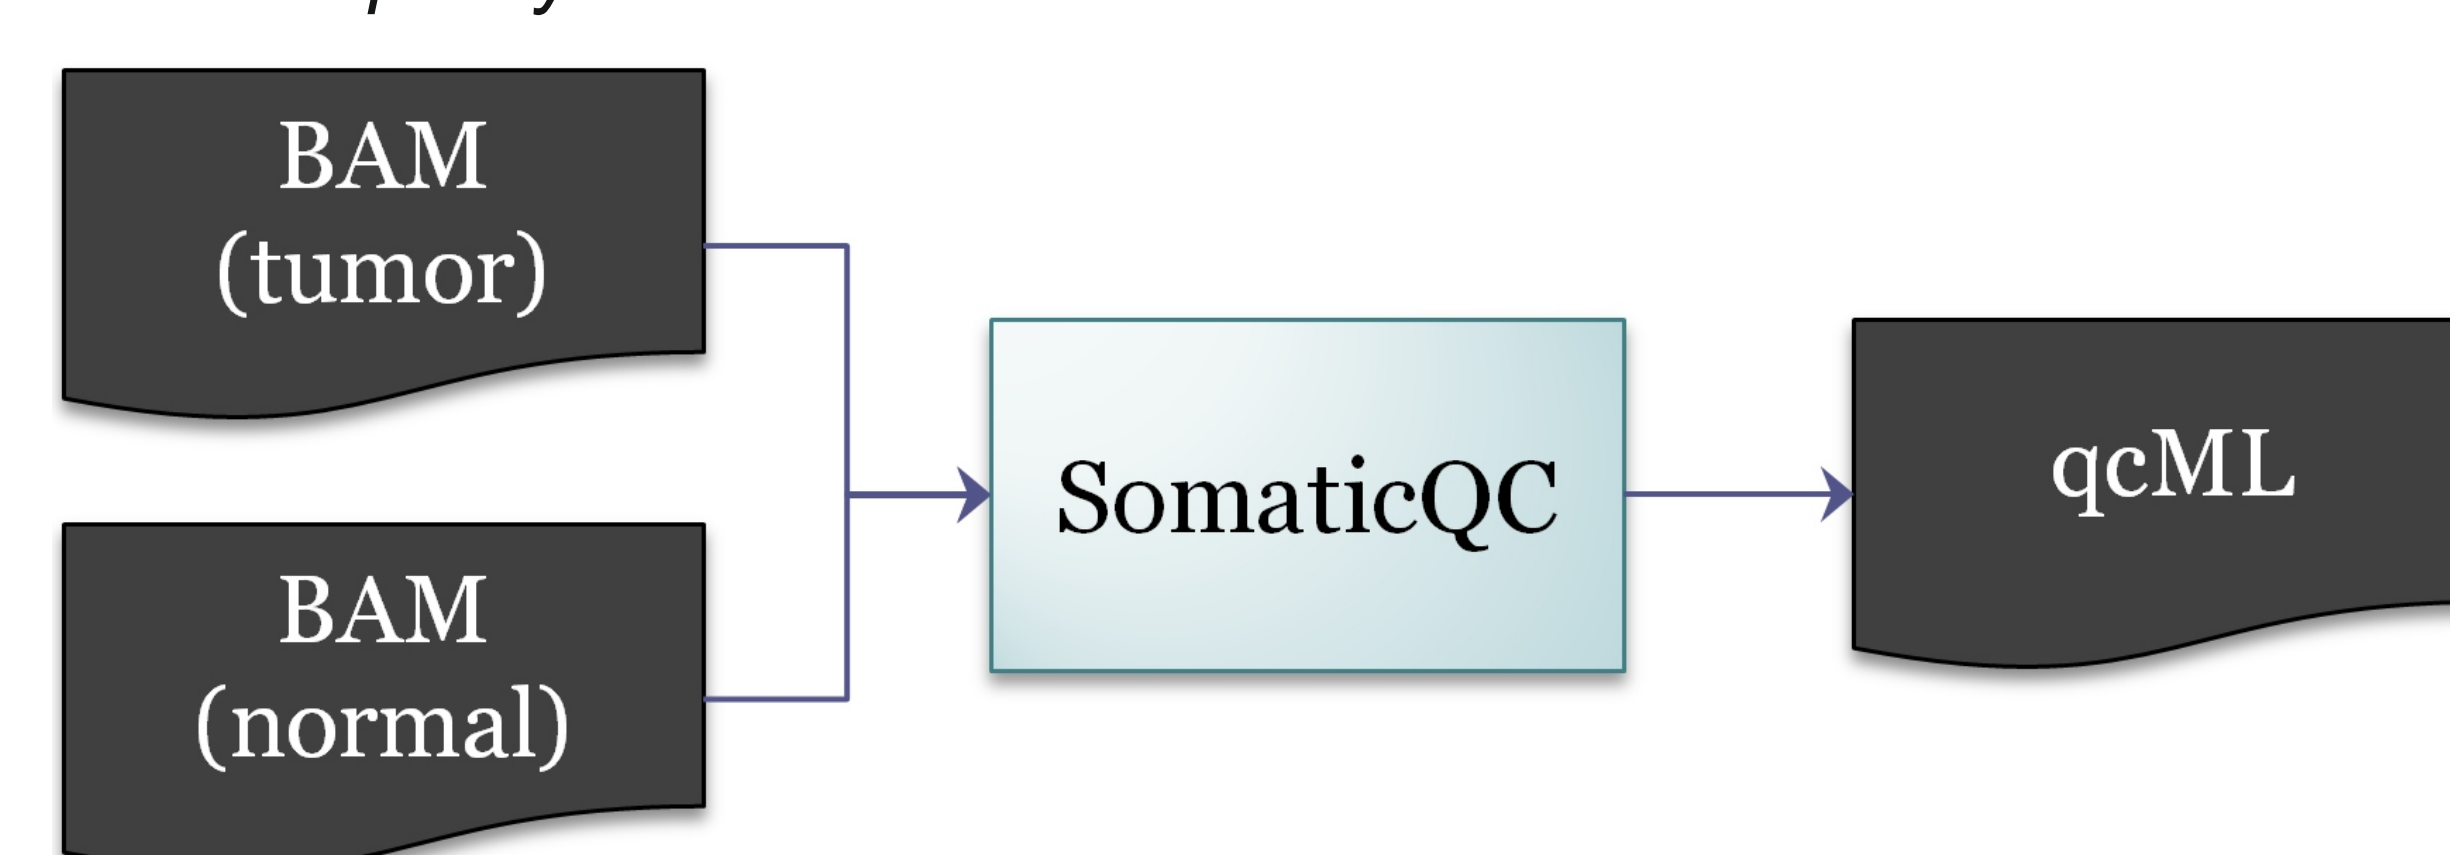 BAM
(tumor)
BAM
(normal)
SomaticQC
qcML